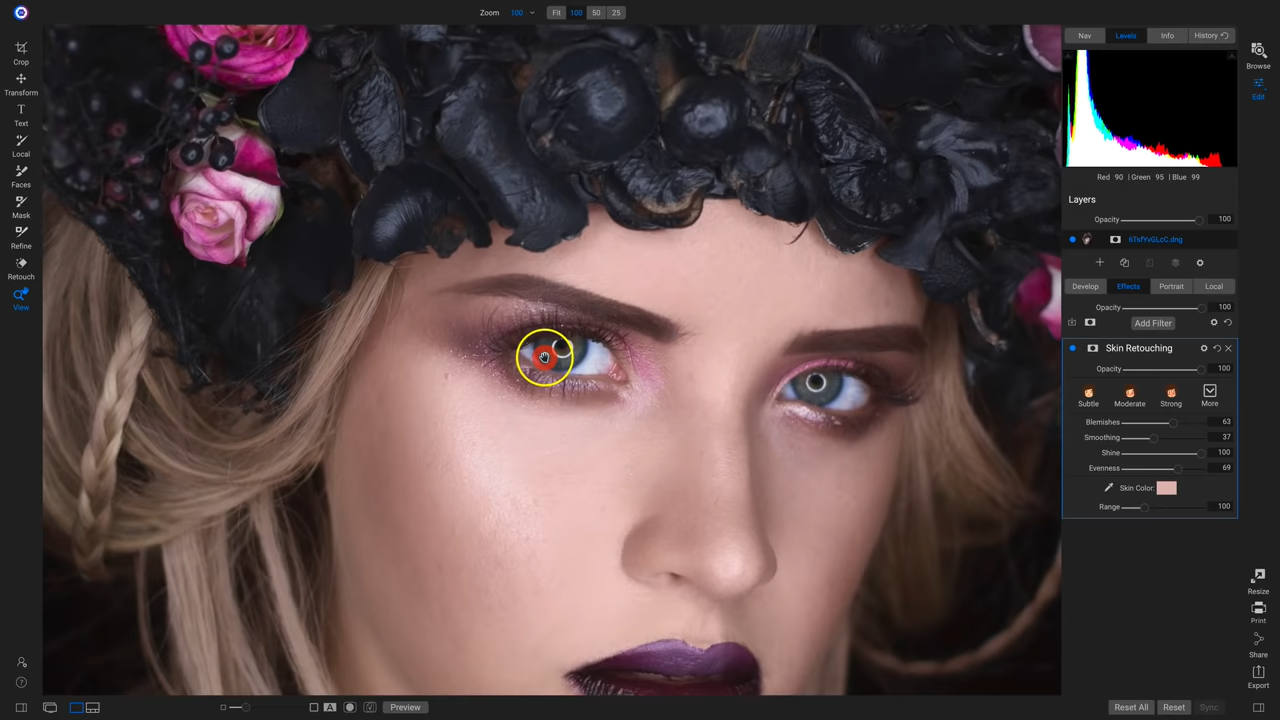 Zoom 100 Fit 100 50 25
Crop
Transform
Text
Local
Faces
Mask
Refine
Retouch
View
Nav Levels Info History
Red 90 | Green 95 | Blue 99
Layers
Opacity 100
6TsfYvGLcC.dng
Develop Effects Portrait Local
Opacity 100
Add Filter
Skin Retouching
Opacity 100
Subtle Moderate Strong More
Blemishes 63
Smoothing 37
Shine 100
Evenness 69
Skin Color:
Range 100
Browse
Edit
Resize
Print
Share
Export
A Preview
Reset All Reset Sync